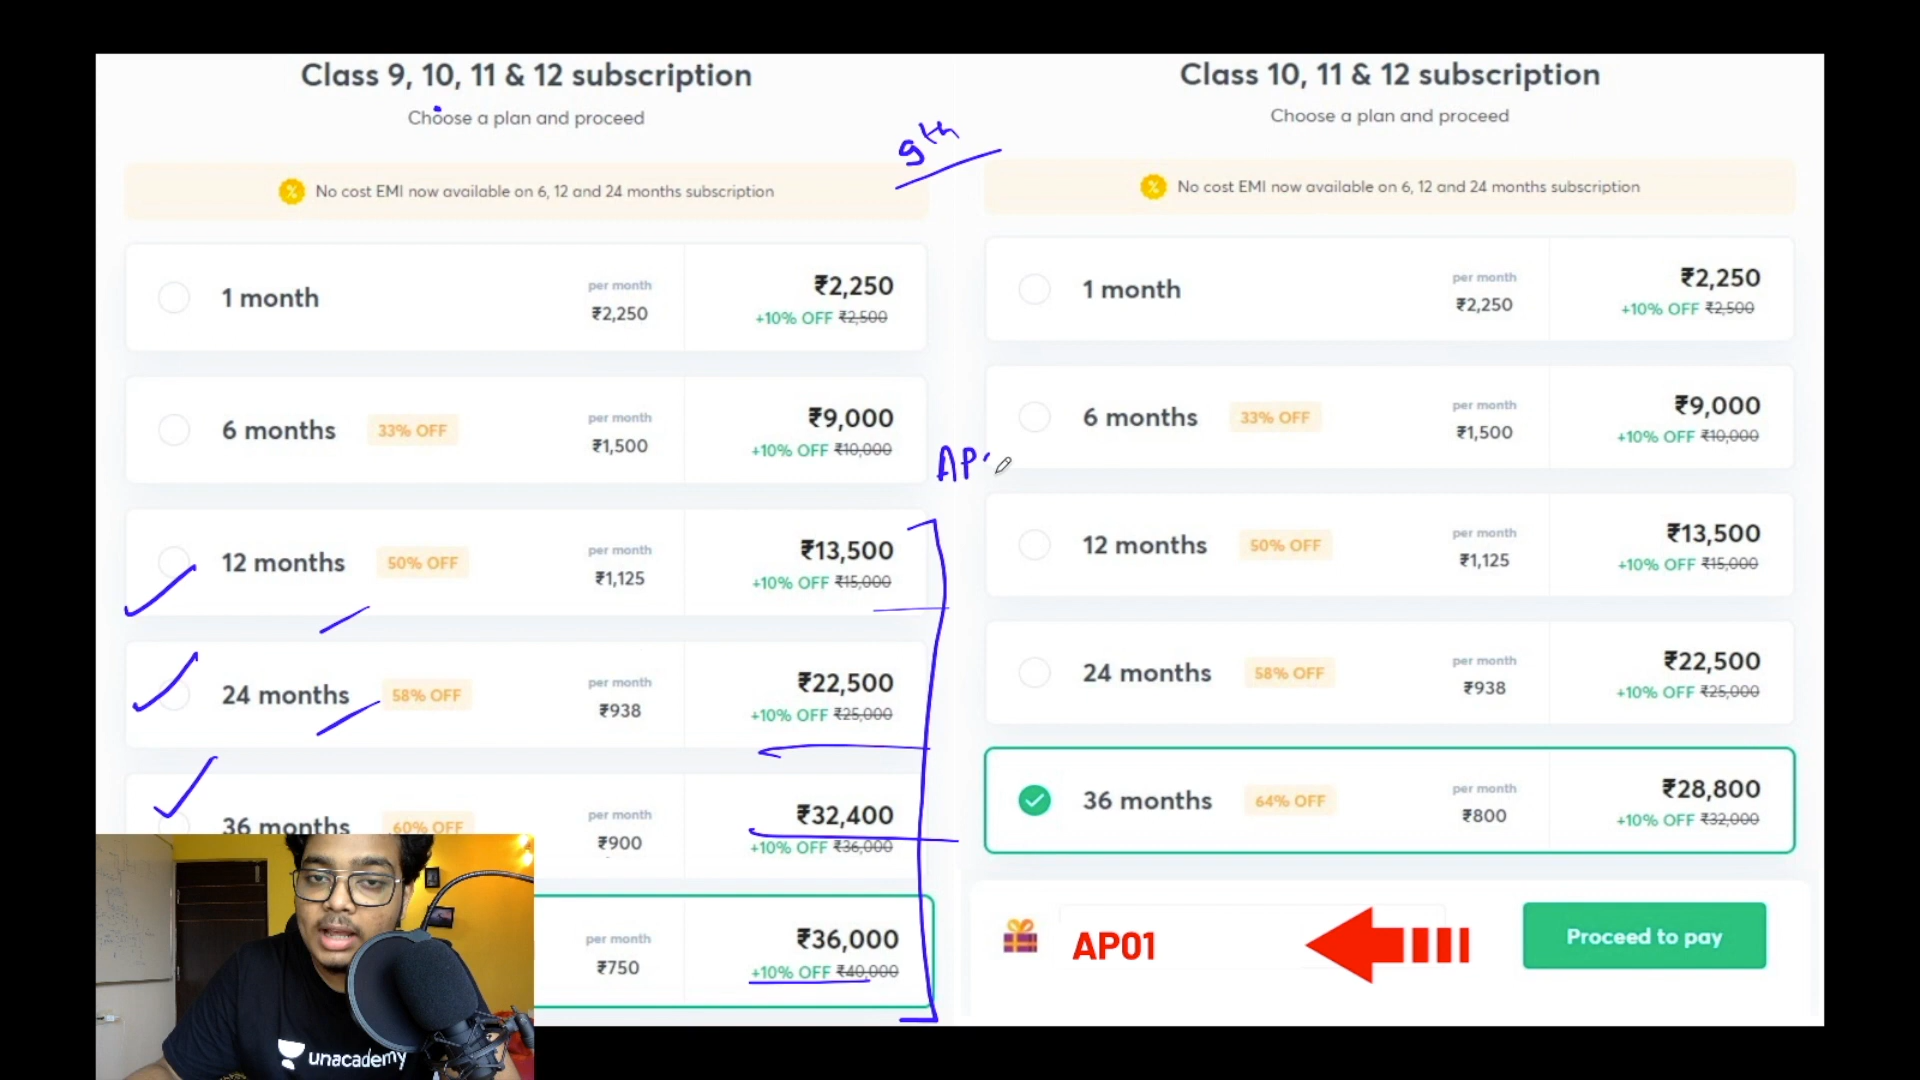 Class 9, 10, 11 & 12 subscription
Choose a plan and proceed
No cost EMI now available on 6, 12 and 24 months subscription
1 month
per month
₹2,250
₹2,250
+10% OFF ₹2,500
6 months
33% OFF
per month
₹1,500
₹9,000
+10% OFF ₹10,000
12 months
50% OFF
per month
₹1,125
₹13,500
+10% OFF ₹15,000
24 months
58% OFF
per month
₹938
₹22,500
+10% OFF ₹25,000
36 months
60% OFF
per month
₹900
₹32,400
+10% OFF ₹36,000
per month
₹750
₹36,000
+10% OFF ₹40,000
unacademy
9th
AP
Class 10, 11 & 12 subscription
Choose a plan and proceed
No cost EMI now available on 6, 12 and 24 months subscription
1 month
per month
₹2,250
₹2,250
+10% OFF ₹2,500
6 months
33% OFF
per month
₹1,500
₹9,000
+10% OFF ₹10,000
12 months
50% OFF
per month
₹1,125
₹13,500
+10% OFF ₹15,000
24 months
58% OFF
per month
₹938
₹22,500
+10% OFF ₹25,000
36 months
64% OFF
per month
₹800
₹28,800
+10% OFF ₹32,000
AP01
Proceed to pay